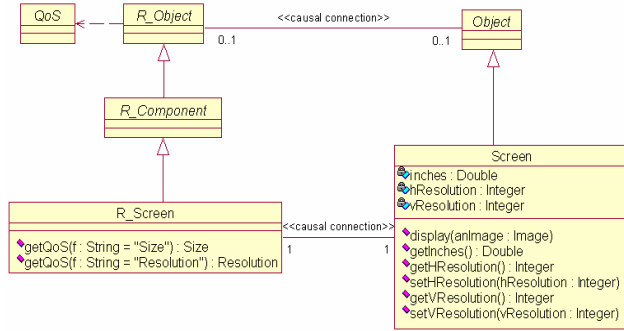 QoS
R_Object
<<causal connection>>
Object
0..1
0..1
R_Component
Screen
inches : Double
hResolution : Integer
vResolution : Integer
R_Screen
<<causal connection>>
getQoS(f : String = "Size") : Size
getQoS(f : String = "Resolution") : Resolution
1
1
display(anImage : Image)
getInches() : Double
getHResolution() : Integer
setHResolution(hResolution : Integer)
getVResolution() : Integer
setVResolution(vResolution : Integer)